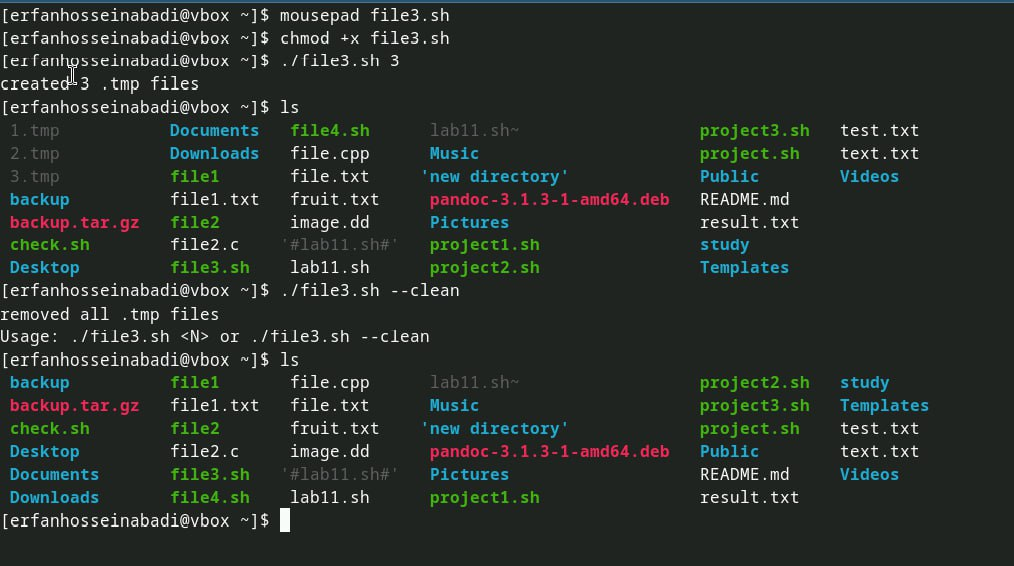 [erfanhosseinabadi@vbox ~]$ mousepad file3.sh
[erfanhosseinabadi@vbox ~]$ chmod +x file3.sh
[erfanhosseinabadi@vbox ~]$ ./file3.sh 3
created 3 .tmp files
[erfanhosseinabadi@vbox ~]$ ls
1.tmp Documents file4.sh lab11.sh~ project3.sh test.txt
2.tmp Downloads file.cpp Music project.sh text.txt
3.tmp file1 file.txt 'new directory' Public Videos
backup file1.txt fruit.txt pandoc-3.1.3-1-amd64.deb README.md
backup.tar.gz file2 image.dd Pictures result.txt
check.sh file2.c '#lab11.sh#' project1.sh study
Desktop file3.sh lab11.sh project2.sh Templates
[erfanhosseinabadi@vbox ~]$ ./file3.sh --clean
removed all .tmp files
Usage: ./file3.sh <N> or ./file3.sh --clean
[erfanhosseinabadi@vbox ~]$ ls
backup file1 file.cpp lab11.sh~ project2.sh study
backup.tar.gz file1.txt file.txt Music project3.sh Templates
check.sh file2 fruit.txt 'new directory' project.sh test.txt
Desktop file2.c image.dd pandoc-3.1.3-1-amd64.deb Public text.txt
Documents file3.sh '#lab11.sh#' Pictures README.md Videos
Downloads file4.sh lab11.sh project1.sh result.txt
[erfanhosseinabadi@vbox ~]$